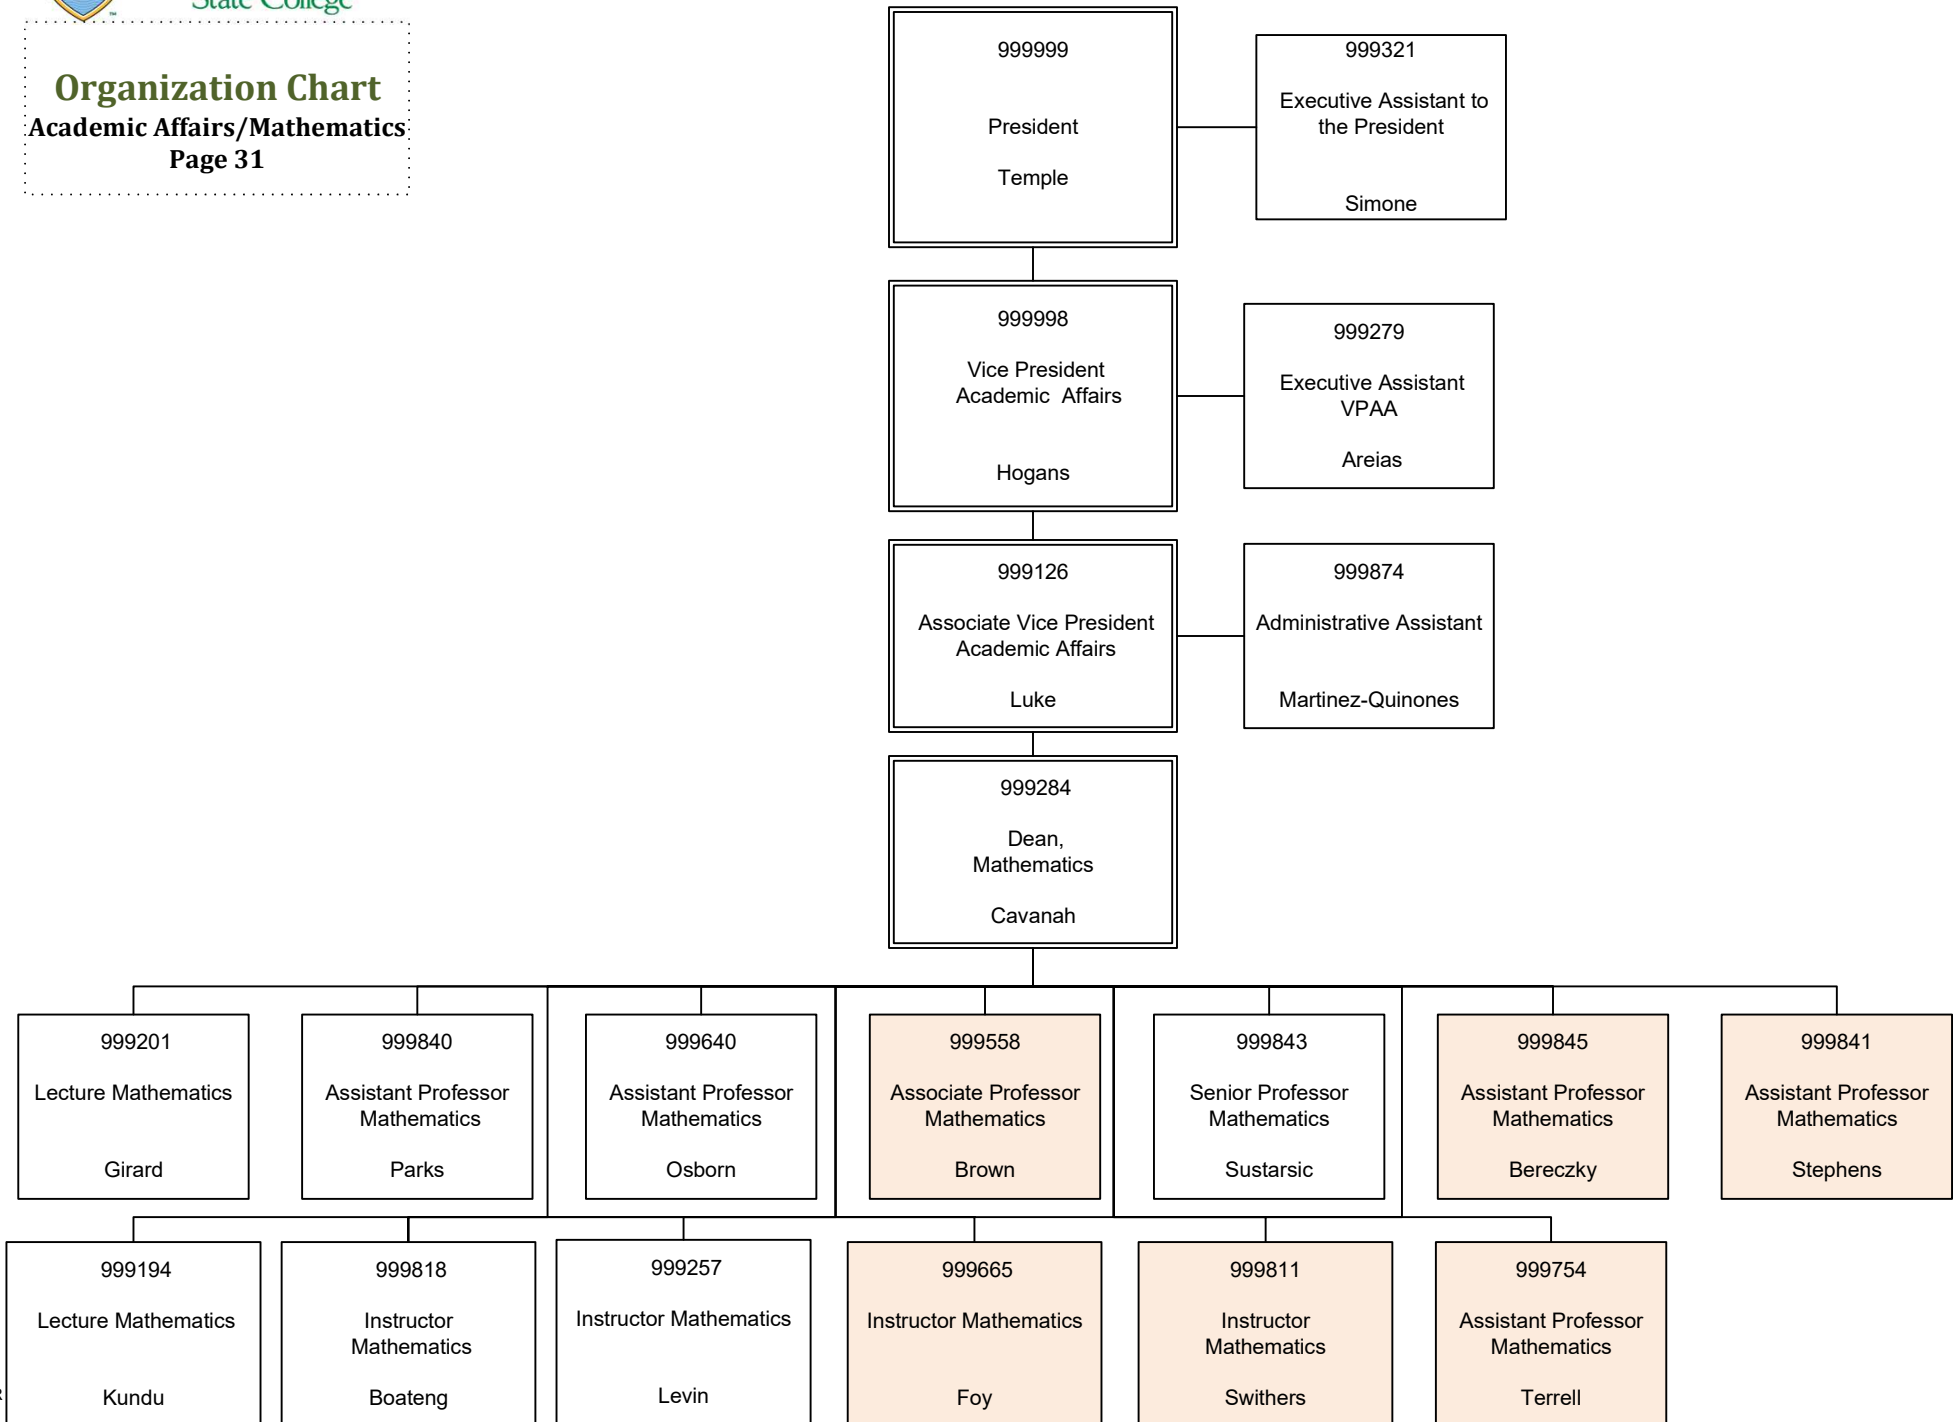 State College
Organization Chart
Academic Affairs/Mathematics
Page 31
999999
President
Temple
999321
Executive Assistant to
the President
Simone
999998
Vice President
Academic  Affairs
Hogans
999279
Executive Assistant
VPAA
Areias
999126
Associate Vice President
Academic Affairs
Luke
999874
Administrative Assistant
Martinez-Quinones
999284
Dean,
Mathematics
Cavanah
999201
Lecture Mathematics
Girard
999840
Assistant Professor
Mathematics
Parks
999640
Assistant Professor
Mathematics
Osborn
999558
Associate Professor
Mathematics
Brown
999843
Senior Professor
Mathematics
Sustarsic
999845
Assistant Professor
Mathematics
Bereczky
999841
Assistant Professor
Mathematics
Stephens
999194
Lecture Mathematics
Kundu
999818
Instructor
Mathematics
Boateng
999257
Instructor Mathematics
Levin
999665
Instructor Mathematics
Foy
999811
Instructor
Mathematics
Swithers
999754
Assistant Professor
Mathematics
Terrell